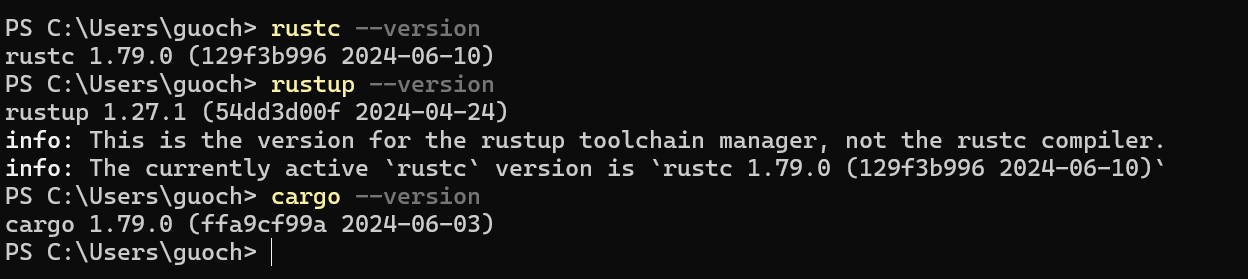 PS C:\Users\guoch> rustc --version
rustc 1.79.0 (129f3b996 2024-06-10)
PS C:\Users\guoch> rustup --version
rustup 1.27.1 (54dd3d00f 2024-04-24)
info: This is the version for the rustup toolchain manager, not the rustc compiler.
info: The currently active `rustc` version is `rustc 1.79.0 (129f3b996 2024-06-10)`
PS C:\Users\guoch> cargo --version
cargo 1.79.0 (ffa9cf99a 2024-06-03)
PS C:\Users\guoch>